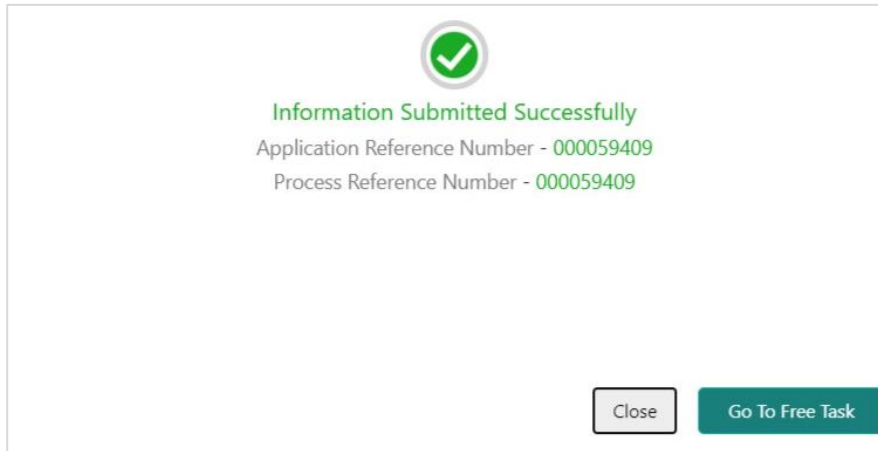 Information Submitted Successfully
Application Reference Number - 000059409
Process Reference Number - 000059409
Close
Go To Free Task